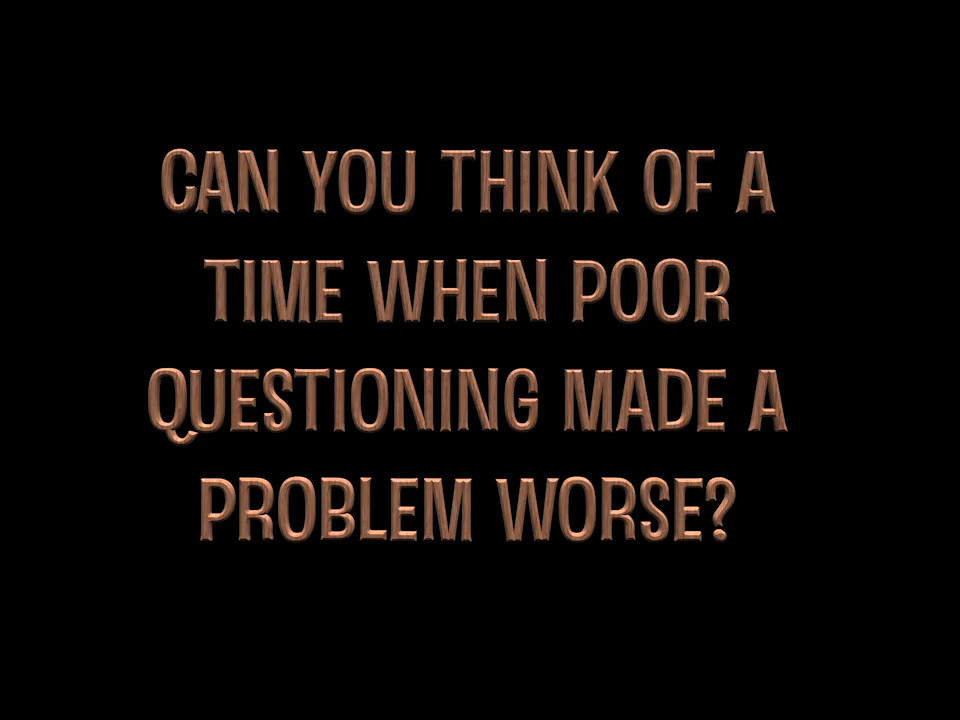 CAN YOU THINK OF A
TIME WHEN POOR
QUESTIONING MADE A
PROBLEM WORSE?